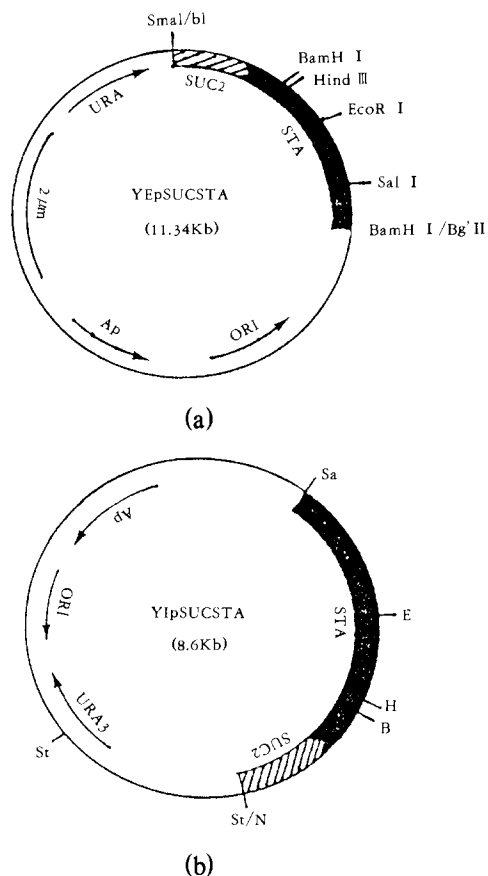 SmaI/bl
BamH I
Hind III
EcoR I
Sal I
BamH I/Bg'II
SUC2
STA
URA
2μm
Ap
ORI
YEpSUCSTA
(11.34Kb)
(a)
Sa
E
H
B
St/N
St
Ap
ORI
URA3
SUC2
STA
YIpSUCSTA
(8.6Kb)
(b)